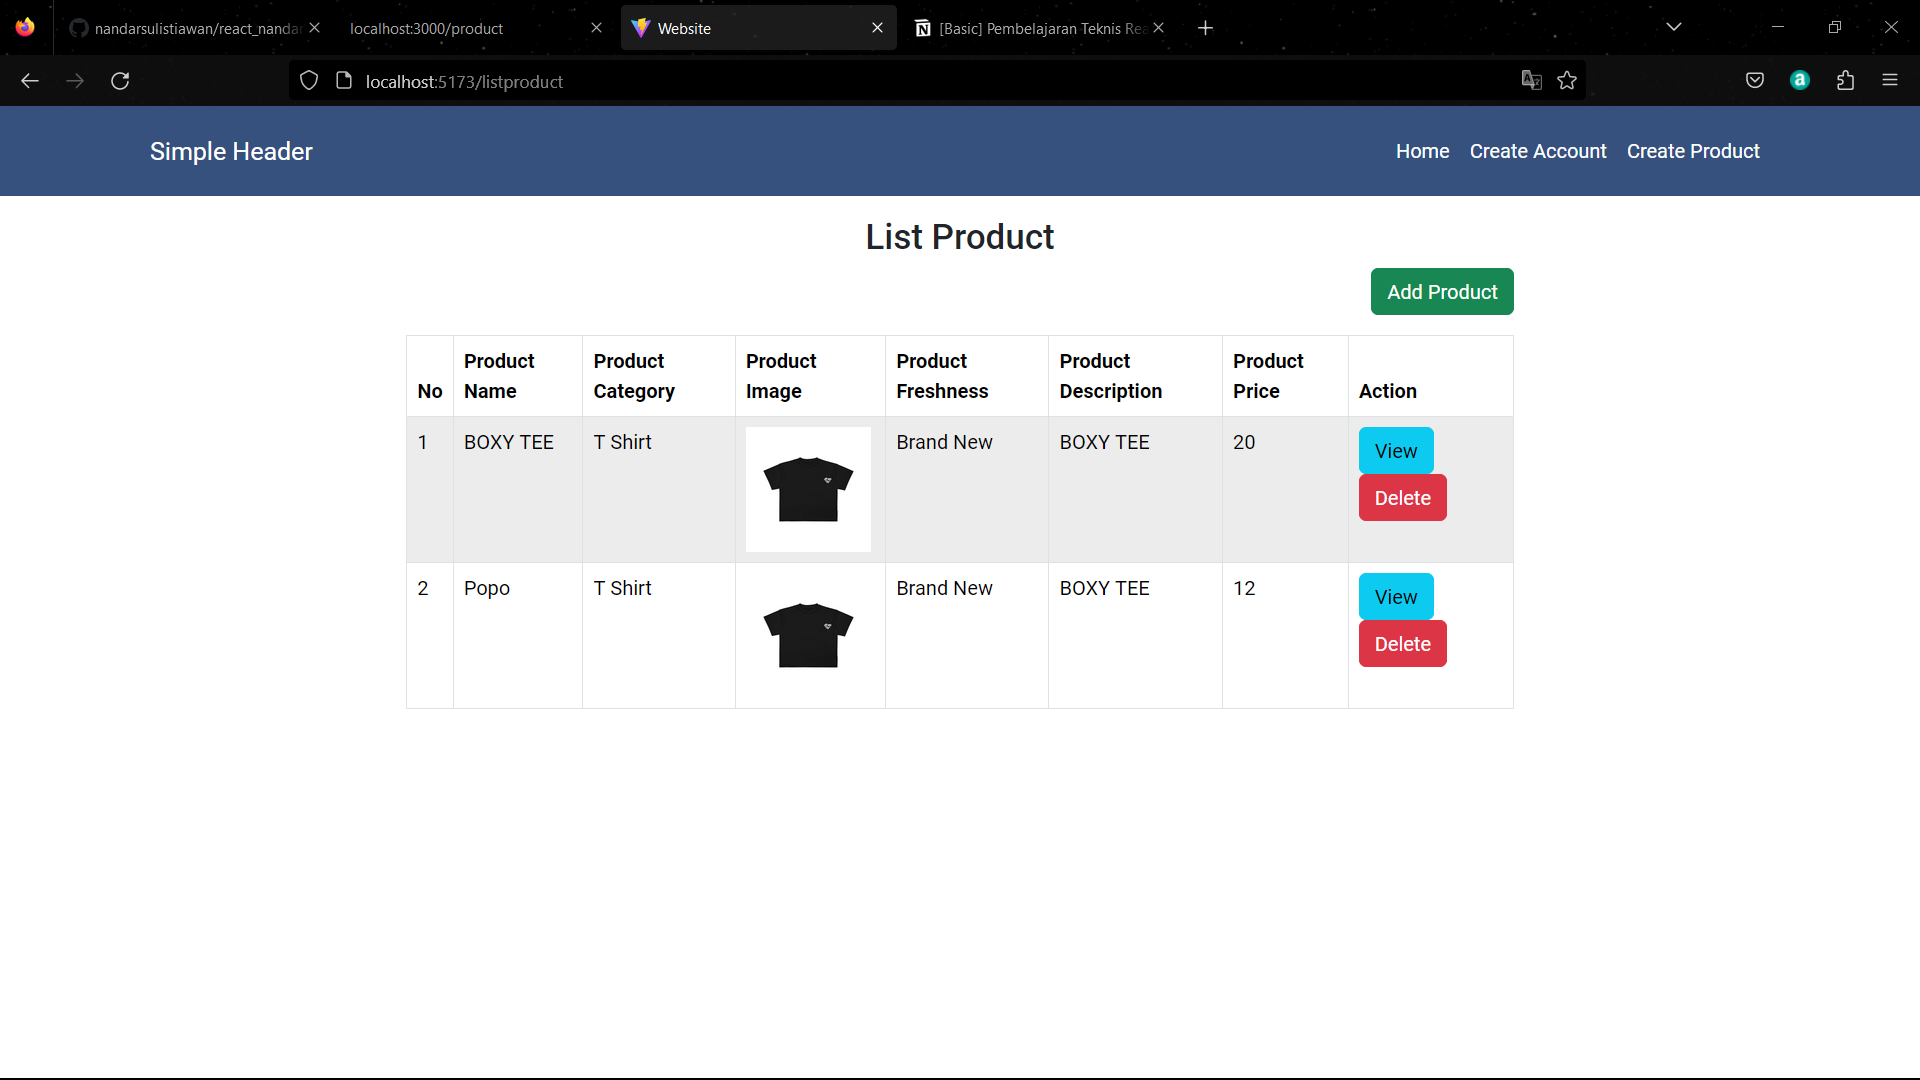 nandarsulistiawan/react_nandar
localhost:3000/product
Website
[Basic] Pembelajaran Teknis Rea
localhost:5173/listproduct
Simple Header
Home Create Account Create Product
List Product
Add Product
No Product Name Product Category Product Image Product Freshness Product Description Product Price Action
1 BOXY TEE T Shirt Brand New BOXY TEE 20 View
Delete
2 Popo T Shirt Brand New BOXY TEE 12 View
Delete